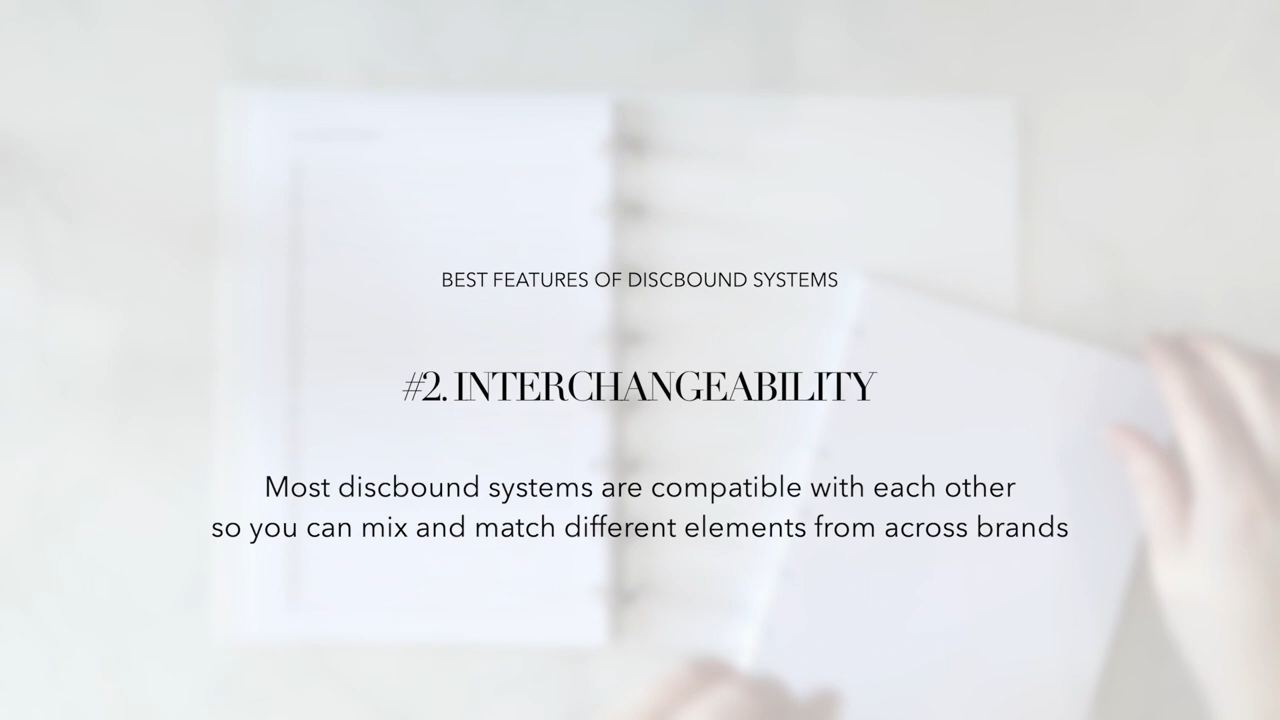 BEST FEATURES OF DISCBOUND SYSTEMS
#2. INTERCHANGEABILITY
Most discbound systems are compatible with each other
so you can mix and match different elements from across brands